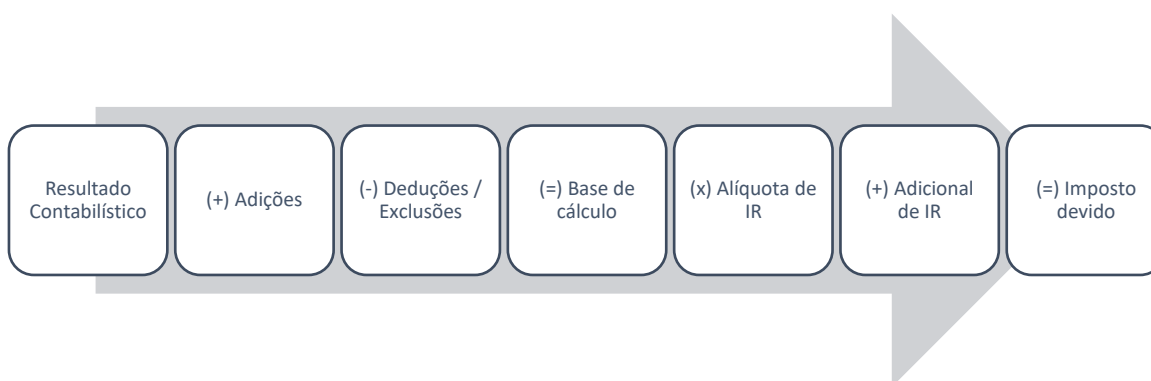 Resultado
Contabilístico
(+) Adições
(-) Deduções /
Exclusões
(=) Base de
cálculo
(x) Alíquota de
IR
(+) Adicional
de IR
(=) Imposto
devido